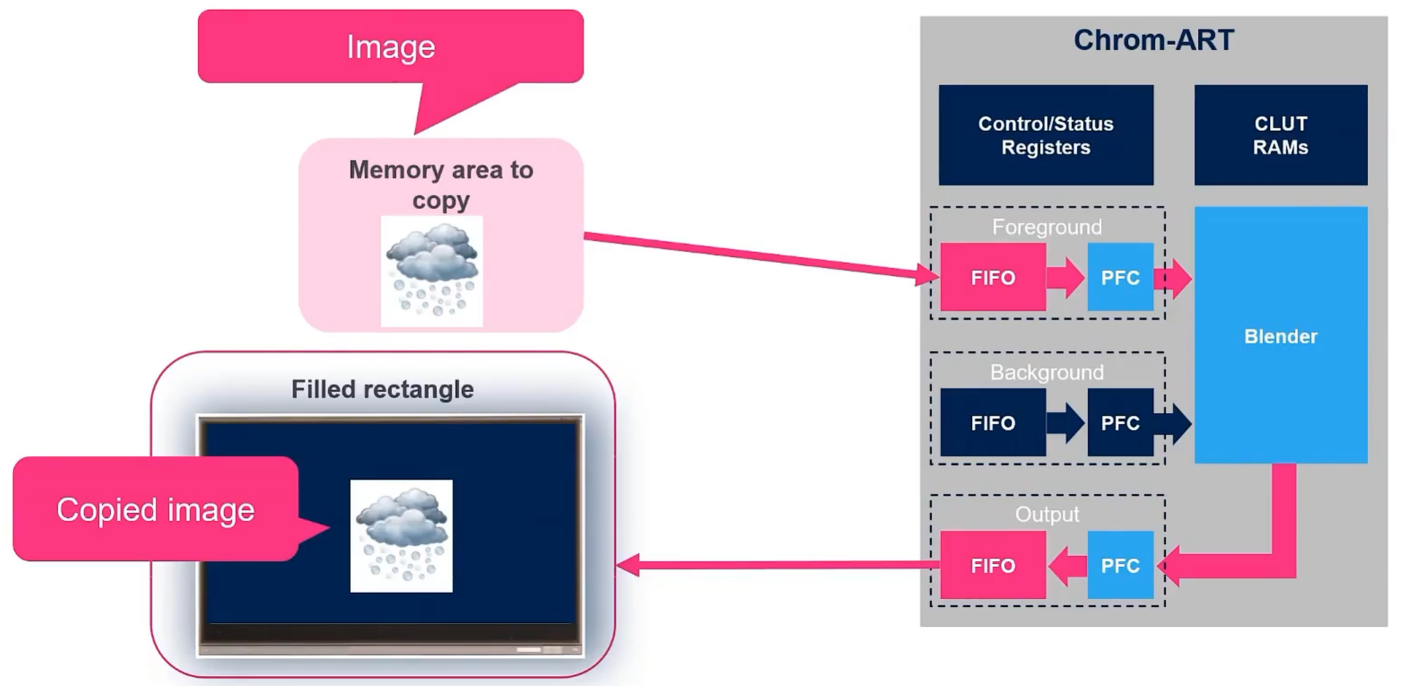 Image
Memory area to
copy
Filled rectangle
Copied image
Chrom-ART
Control/Status
Registers
CLUT
RAMs
Foreground
FIFO
PFC
Blender
Background
FIFO
PFC
Output
FIFO
PFC